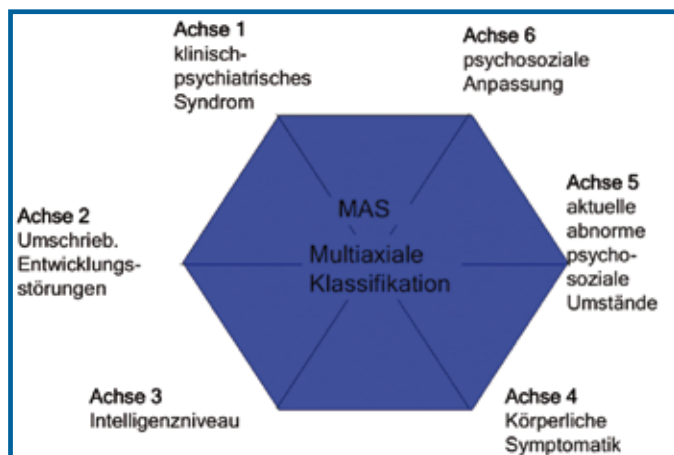 Achse 1
klinisch-
psychiatrisches
Syndrom
Achse 6
psychosoziale
Anpassung
Achse 2
Umschrieb.
Entwicklungs-
störungen
MAS
Multiaxiale
Klassifikation
Achse 5
aktuelle
abnorme
psycho-
soziale
Umstände
Achse 3
Intelligenzniveau
Achse 4
Körperliche
Symptomatik